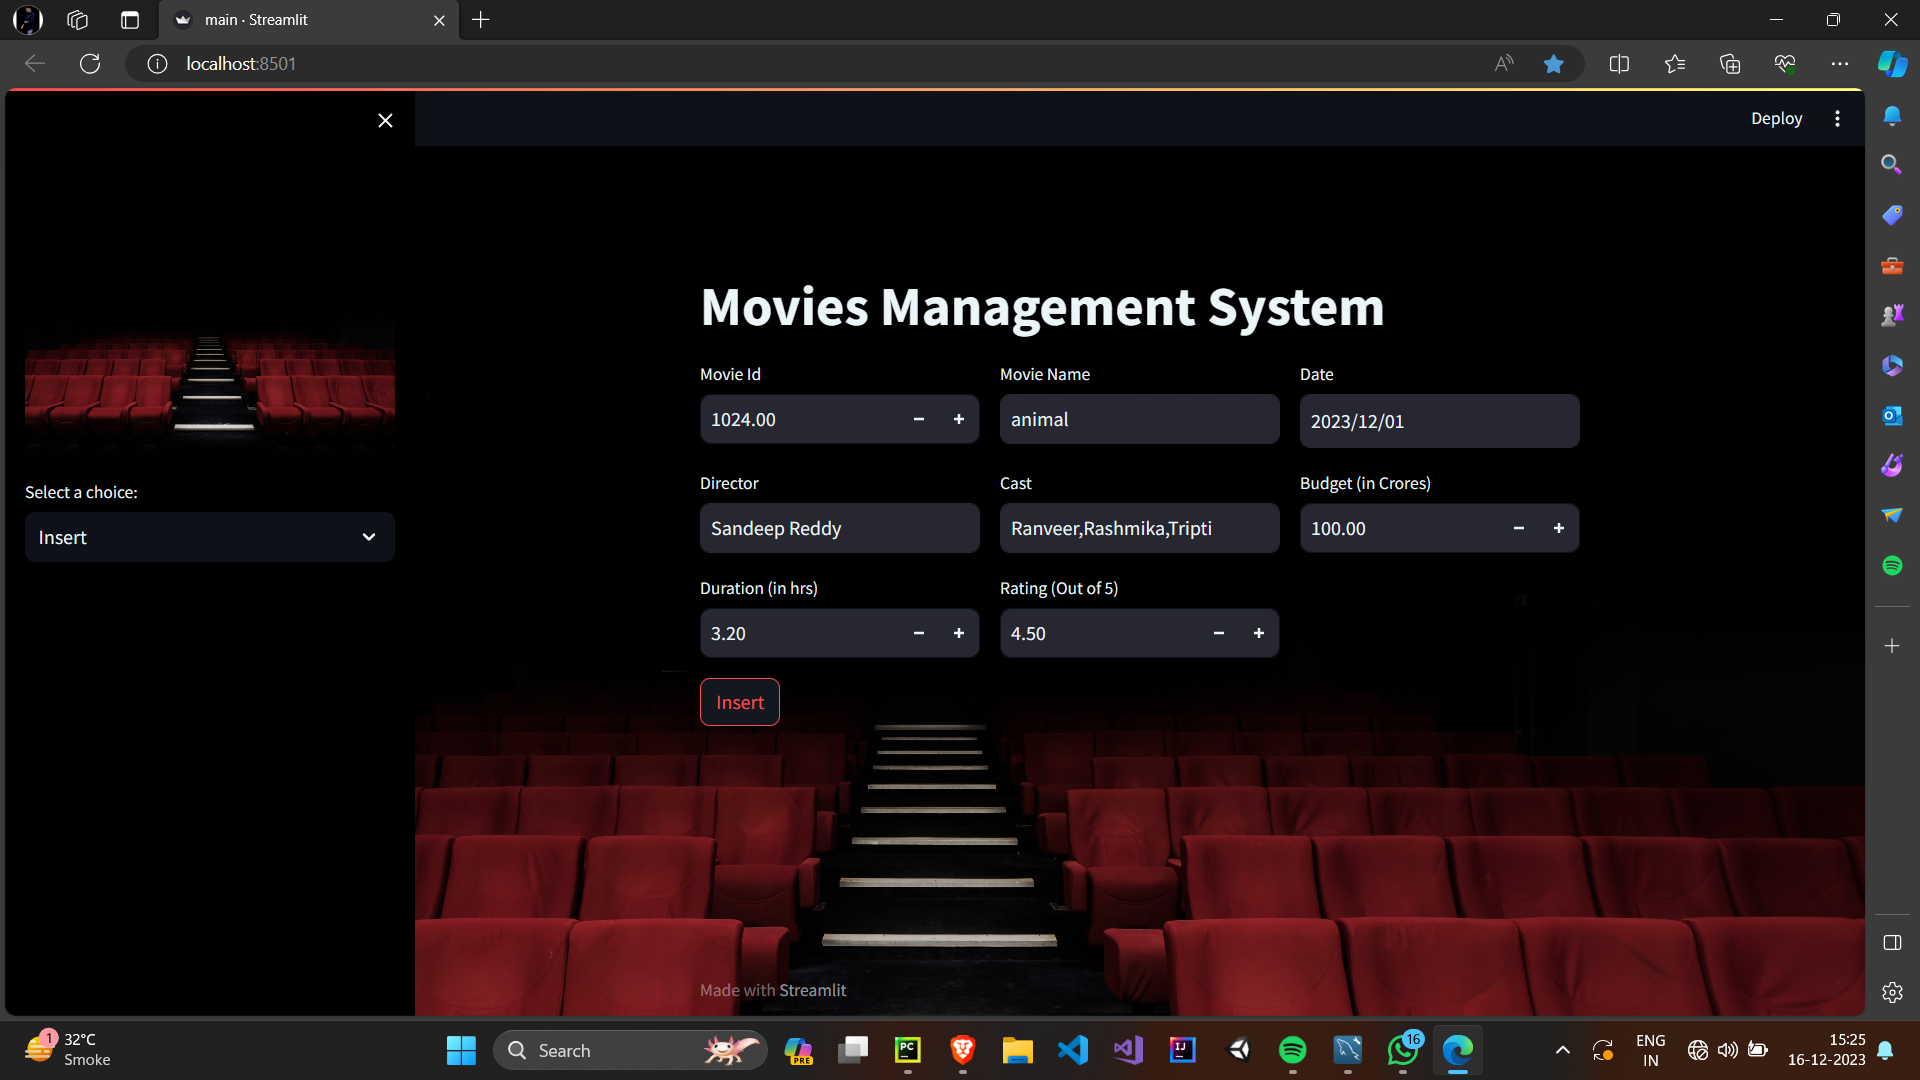 main · Streamlit
localhost:8501
Deploy
Movies Management System
Movie Id
Movie Name
Date
1024.00
animal
2023/12/01
Director
Cast
Budget (in Crores)
Sandeep Reddy
Ranveer,Rashmika,Tripti
100.00
Duration (in hrs)
Rating (Out of 5)
3.20
4.50
Insert
Select a choice:
Insert
Made with Streamlit
1
32°C
Smoke
Search
PRE
PC
IJ
16
ENG
IN
15:25
16-12-2023